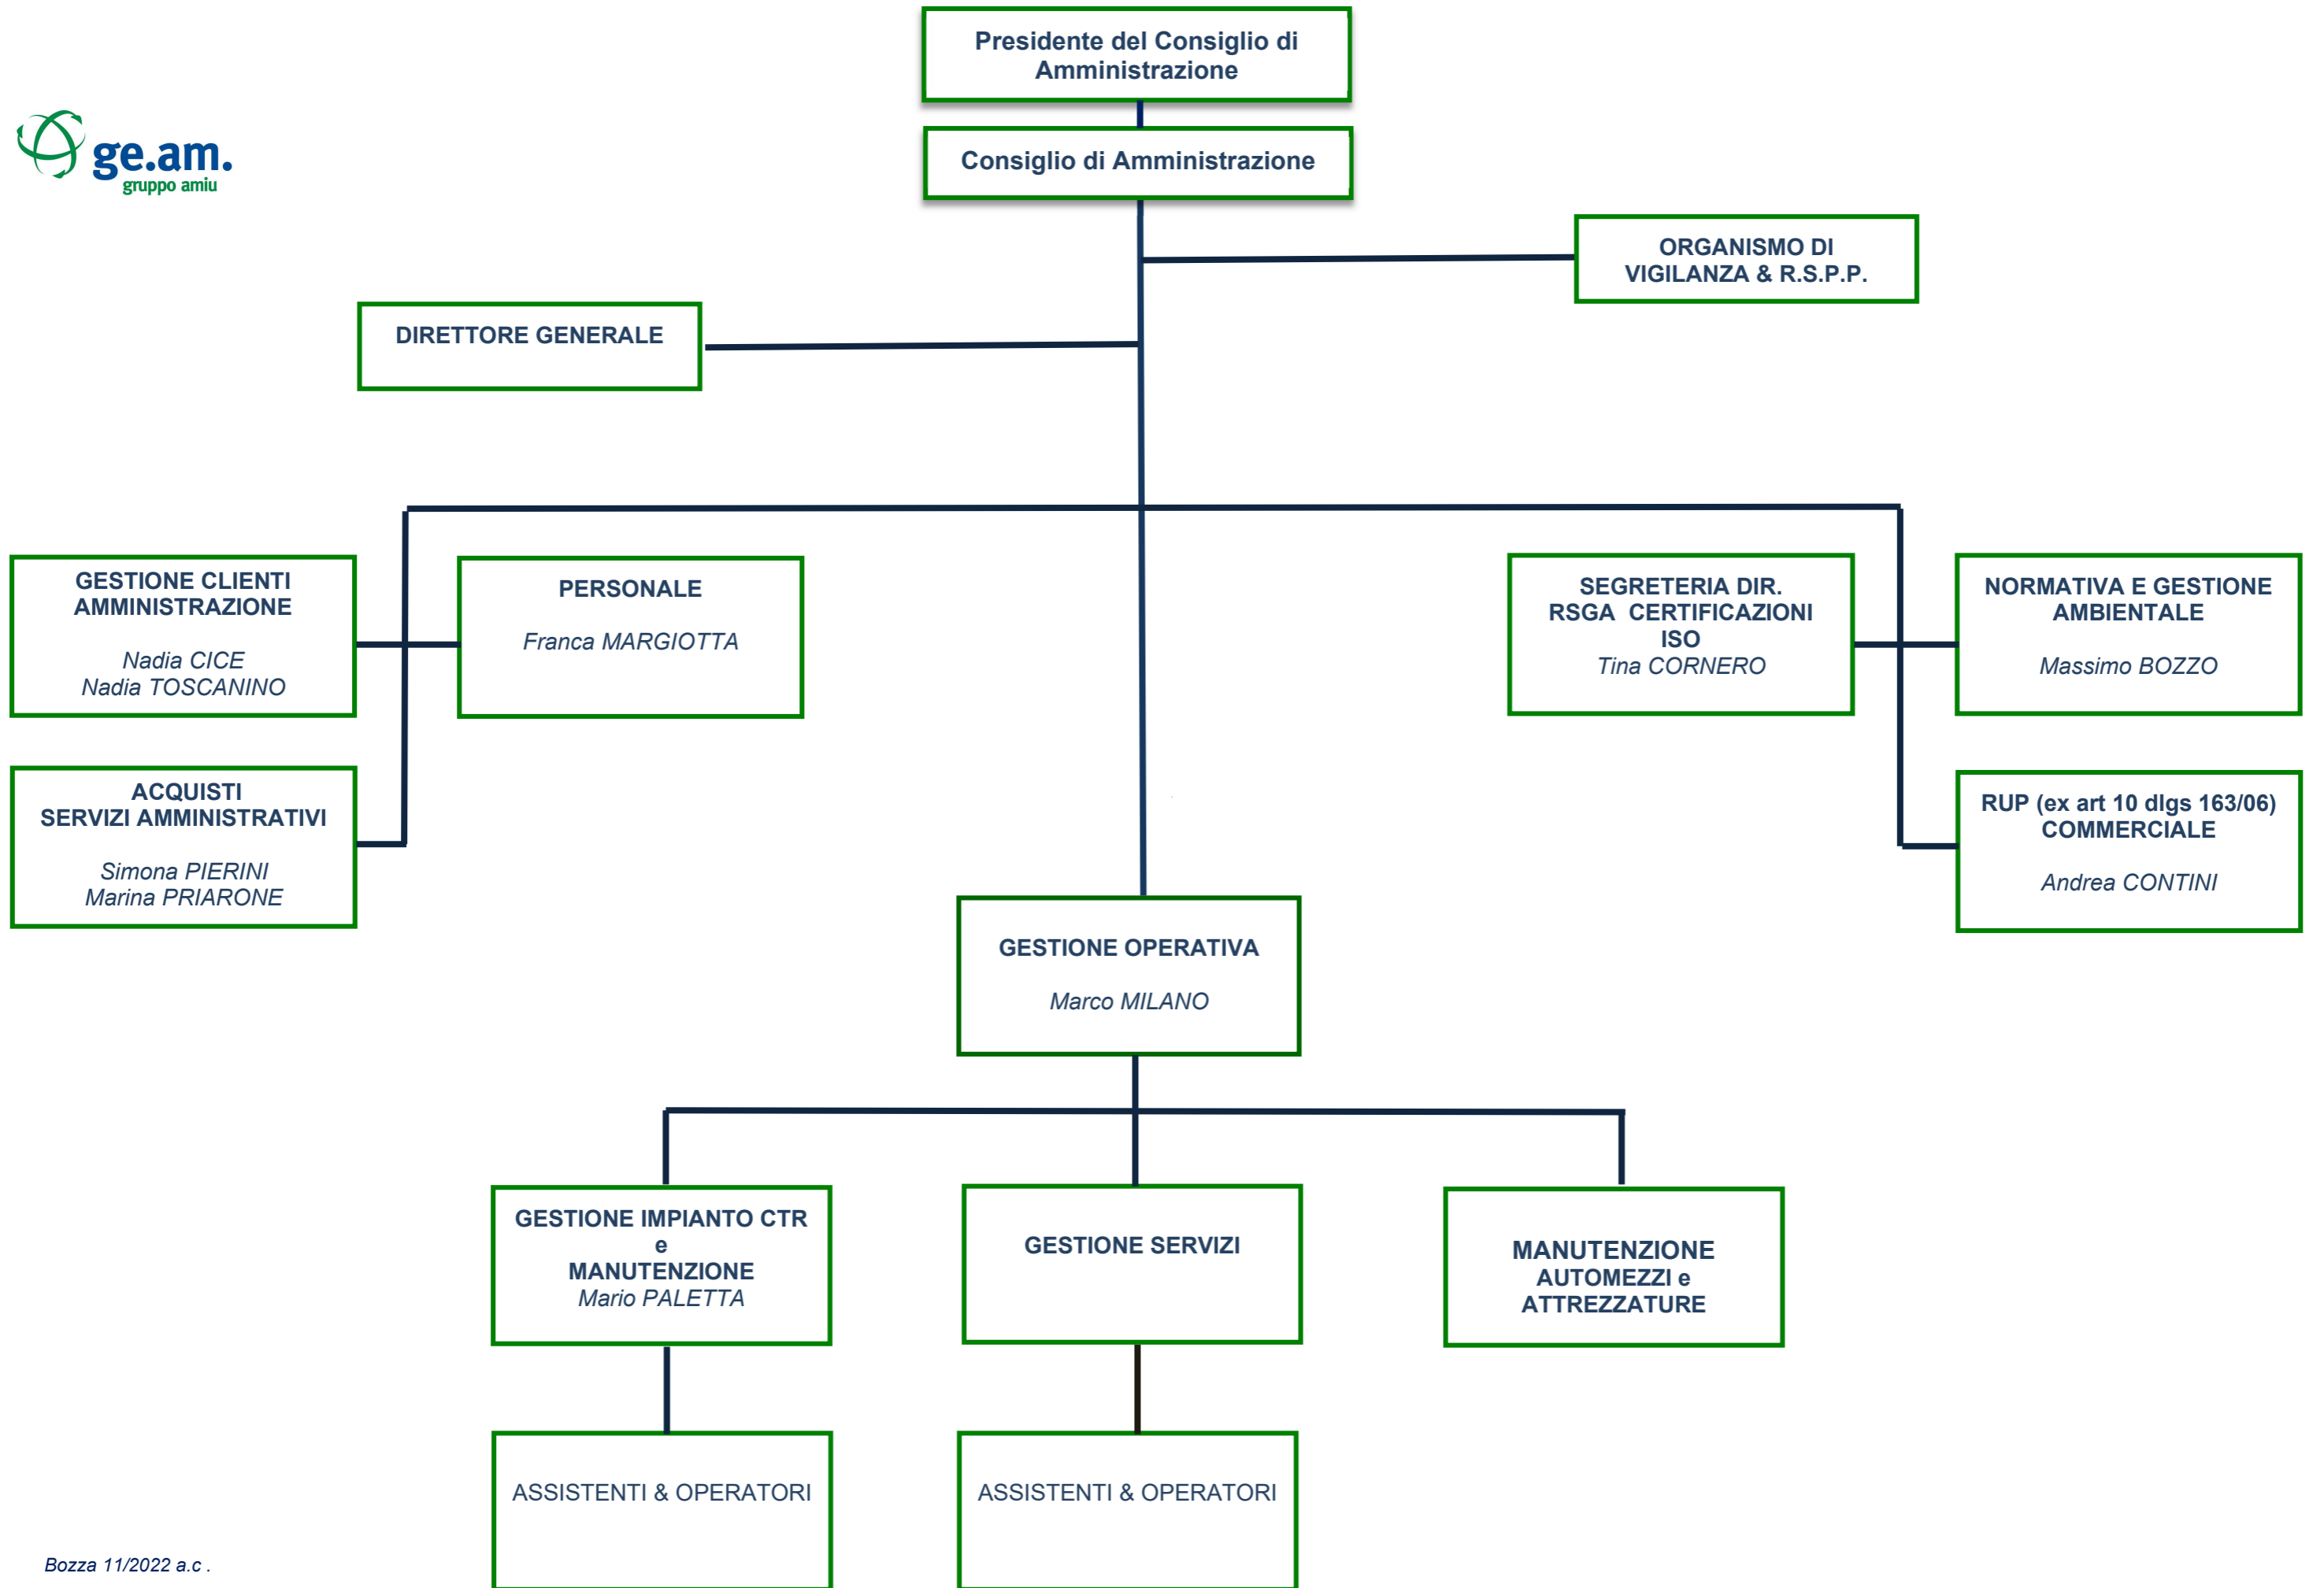 Presidente del Consiglio di
Amministrazione
ge.am.
gruppo amiu
Consiglio di Amministrazione
ORGANISMO DI
VIGILANZA & R.S.P.P.
DIRETTORE GENERALE
GESTIONE CLIENTI
AMMINISTRAZIONE
Nadia CICE
Nadia TOSCANINO
PERSONALE
Franca MARGIOTTA
SEGRETERIA DIR.
RSGA CERTIFICAZIONI
ISO
Tina CORNERO
NORMATIVA E GESTIONE
AMBIENTALE
Massimo BOZZO
ACQUISTI
SERVIZI AMMINISTRATIVI
Simona PIERINI
Marina PRIARONE
RUP (ex art 10 dlgs 163/06)
COMMERCIALE
Andrea CONTINI
GESTIONE OPERATIVA
Marco MILANO
GESTIONE IMPIANTO CTR
e
MANUTENZIONE
Mario PALETTA
GESTIONE SERVIZI
MANUTENZIONE
AUTOMEZZI e
ATTREZZATURE
ASSISTENTI & OPERATORI
ASSISTENTI & OPERATORI
Bozza 11/2022 a.c .